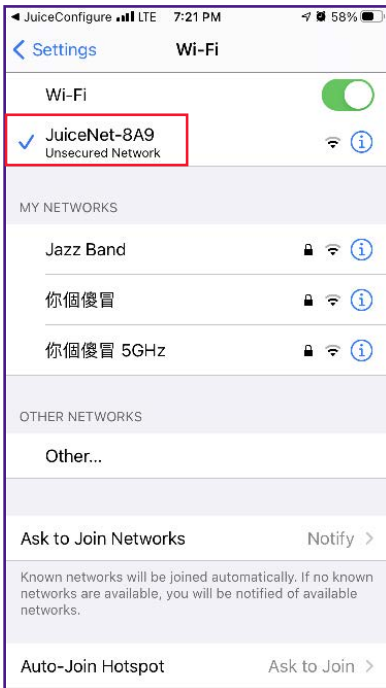 JuiceConfigure LTE 7:21 PM 58%
Settings Wi-Fi
Wi-Fi
JuiceNet-8A9
Unsecured Network
MY NETWORKS
Jazz Band
你個傻冒
你個傻冒 5GHz
OTHER NETWORKS
Other...
Ask to Join Networks Notify
Known networks will be joined automatically. If no known
networks are available, you will be notified of available
networks.
Auto-Join Hotspot Ask to Join